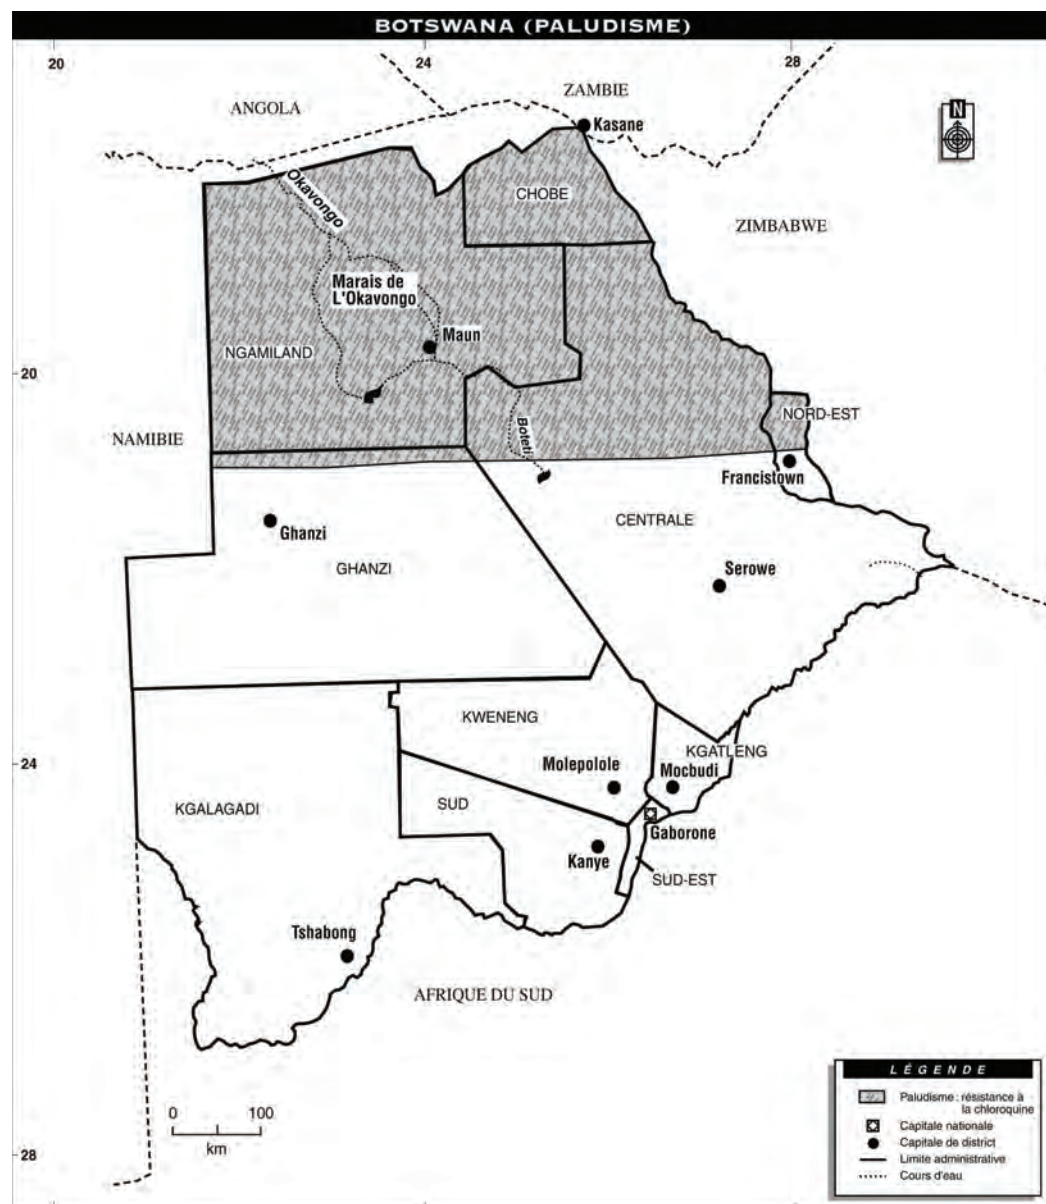 BOTSWANA (PALUDISME)
20
24
28
ZAMBIE
ANGOLA
Kasane
N
CHOBE
Okavongo
ZIMBABWE
Marais de
L'Okavongo
Maun
NGAMILAND
20
NORD-EST
NAMIBIE
Boteti
Francistown
CENTRALE
Ghanzi
GHANZI
Serowe
KWENENG
KGATLENG
24
Molepolole
Mocbudi
SUD
KGALAGADI
Gaborone
Kanye
SUD-EST
Tshabong
AFRIQUE DU SUD
LÉGENDE
Paludisme : résistance à
la chloroquine
Capitale nationale
Capitale de district
Limite administrative
Cours d'eau
0
100
km
28